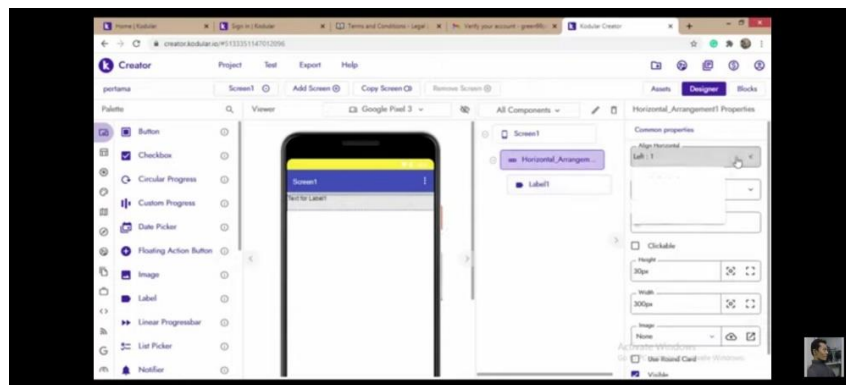 Home | Kodular
Sign in | Kodular
Terms and Conditions - Legal
Verify your account - green
Kodular Creator
creator.kodular.io/#5133351147012096
Creator Project Test Export Help
pertama Screen1 Add Screen Copy Screen Remove Screen Assets Designer Blocks
Palette Viewer Google Pixel 3 All Components Horizontal_Arrangement1 Properties
Button
Checkbox
Circular Progress
Custom Progress
Date Picker
Floating Action Button
Image
Label
Linear Progressbar
List Picker
Notifier
Screen1
Text for Label1
Screen1
Horizontal_Arrangem...
Label1
Common properties
Align Horizontal
Left : 1
Clickable
Height
30px
Width
300px
Image
None
Activate Windows
Use Round Card
Visible